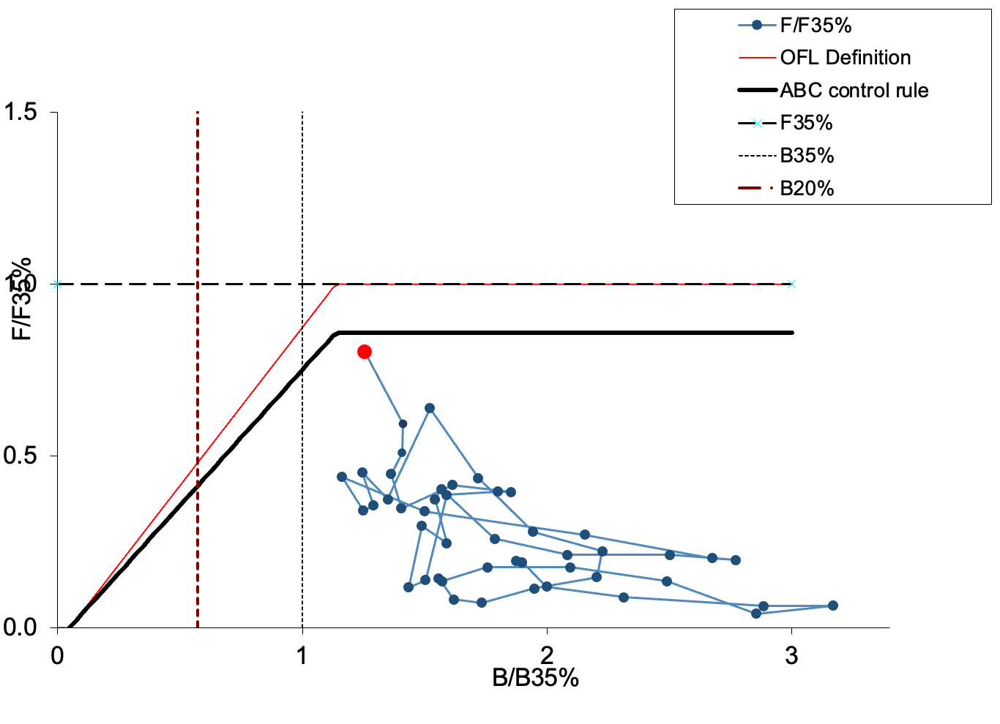 F/F35%
OFL Definition
ABC control rule
F35%
B35%
B20%
1.5
1.0
0.5
0.0
F/F35%
0
1
2
3
B/B35%